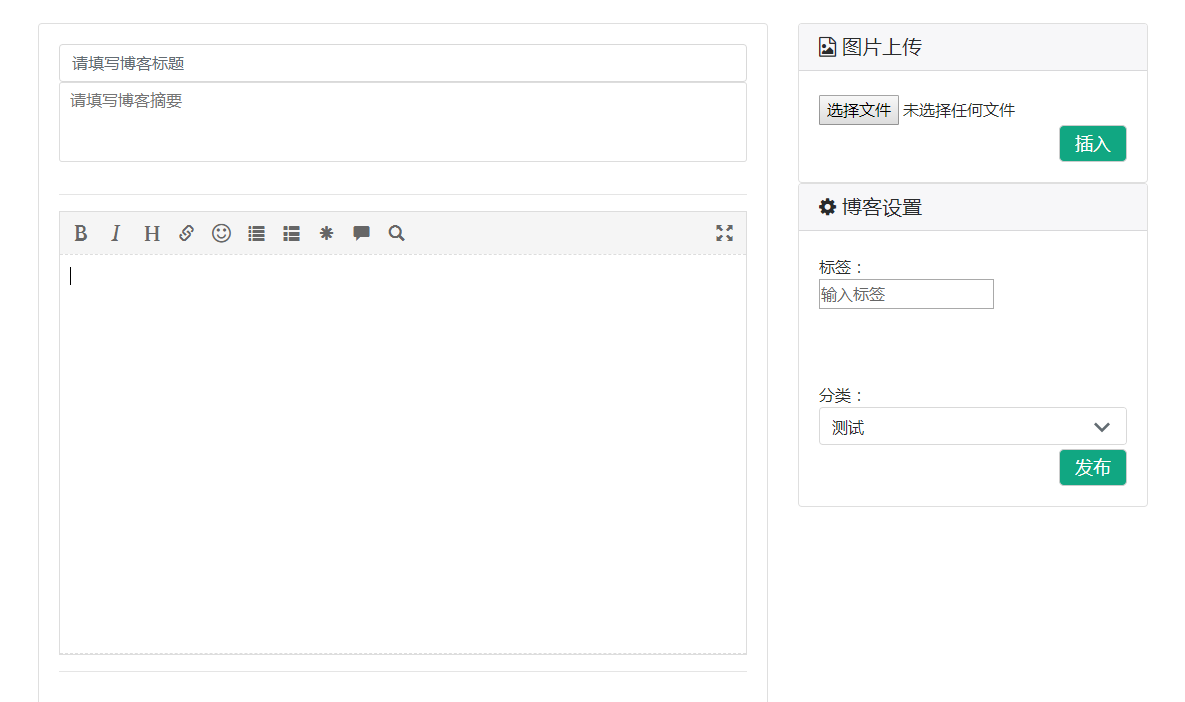 请填写博客标题
请填写博客摘要
B I H
图片上传
选择文件 未选择任何文件
插入
博客设置
标签：
输入标签
分类：
测试
发布